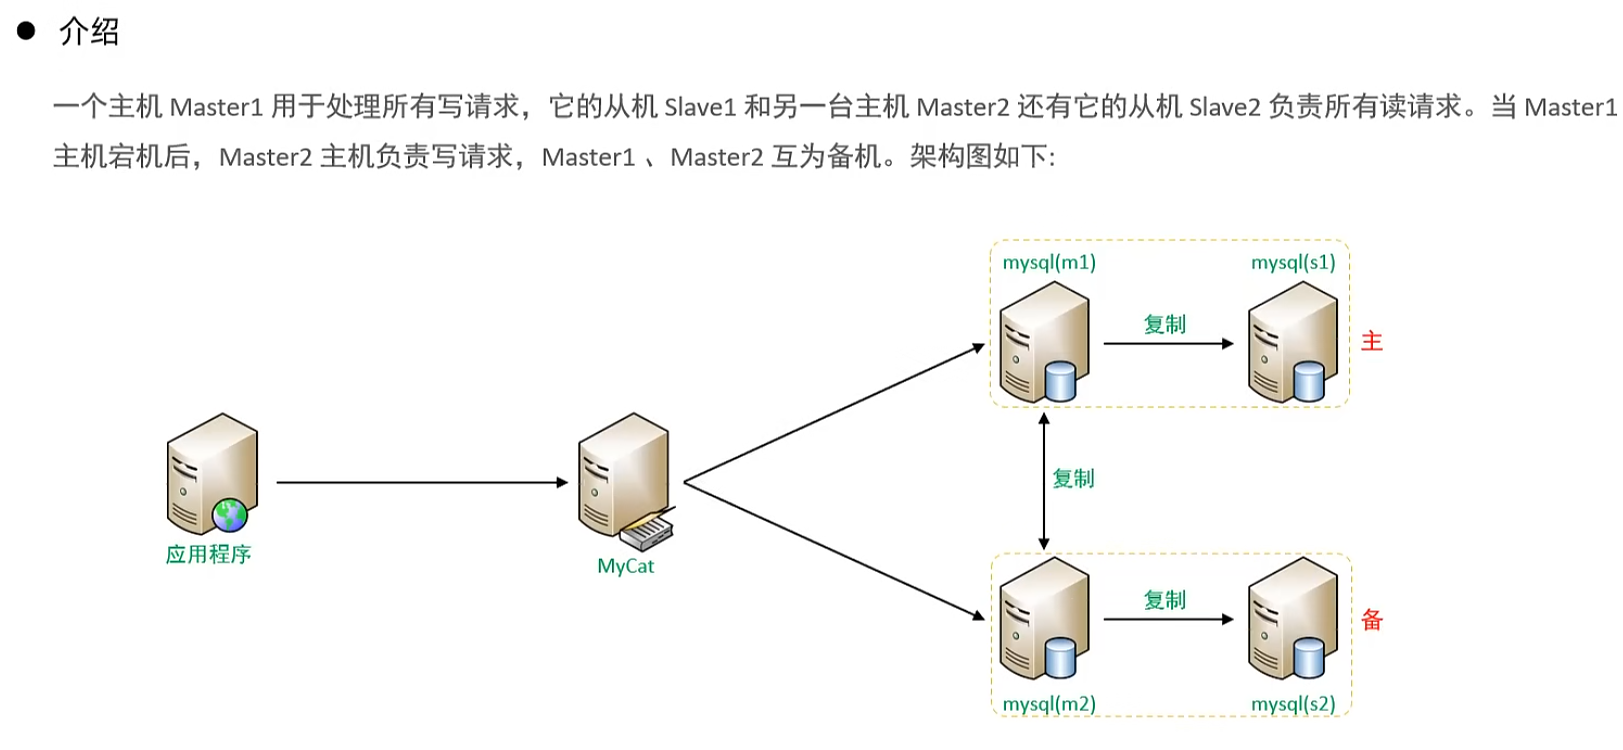 ● 介绍
一个主机 Master1 用于处理所有写请求，它的从机 Slave1 和另一台主机 Master2 还有它的从机 Slave2 负责所有读请求。当 Master1
主机宕机后，Master2 主机负责写请求，Master1 、Master2 互为备机。架构图如下:
mysql(m1)
mysql(s1)
复制
主
应用程序
MyCat
复制
复制
备
mysql(m2)
mysql(s2)